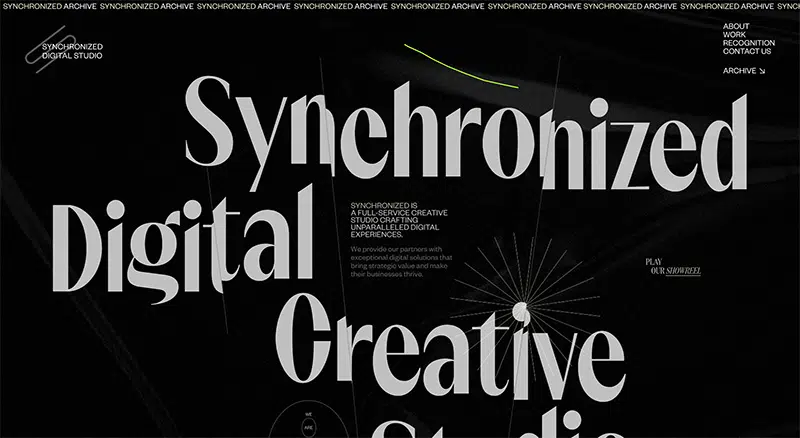 SYNCHRONIZED ARCHIVE SYNCHRONIZED ARCHIVE SYNCHRONIZED ARCHIVE SYNCHRONIZED ARCHIVE SYNCHRONIZED ARCHIVE SYNCHRONIZED ARCHIVE SYNCHRONIZED ARCHIVE SYNCHRONIZED ARCHIVE SYNC
SYNCHRONIZED
DIGITAL STUDIO
ABOUT
WORK
RECOGNITION
CONTACT US
ARCHIVE ↘
Synchronized
Digital
SYNCHRONIZED IS
A FULL-SERVICE CREATIVE
STUDIO CRAFTING
UNPARALLELED DIGITAL
EXPERIENCES.
We provide our partners with
exceptional digital solutions that
bring strategic value and make
their businesses thrive.
PLAY
OUR SHOWREEL
Creative
WE
ARE
Studio